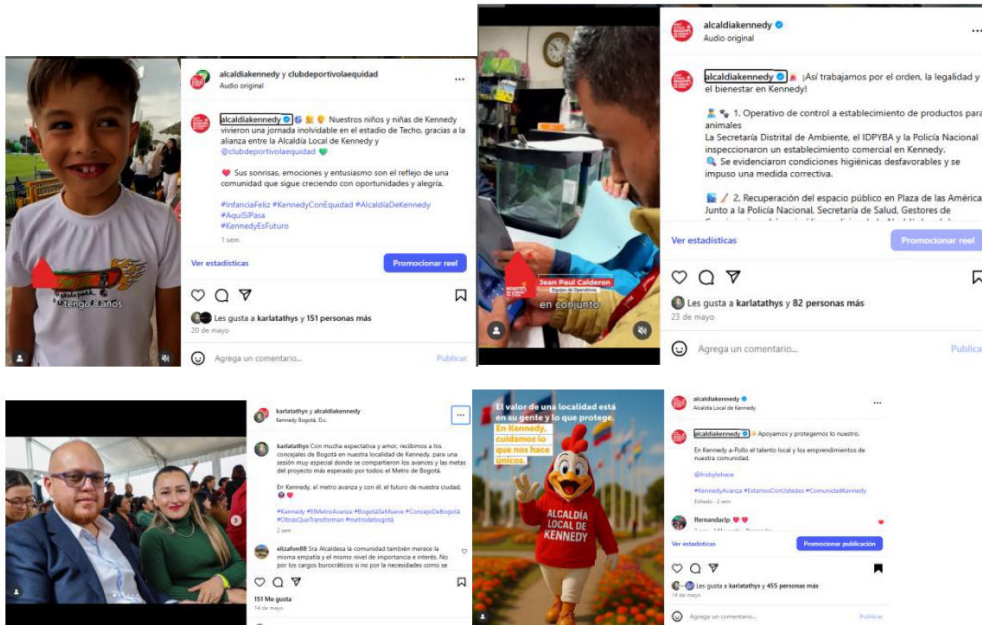 alcaldiakennedy y clubdeportivolaequidad
Audio original
alcaldiakennedy Nuestros niños y niñas de Kennedy
vivieron una jornada inolvidable en el estadio de Techo, gracias a la
alianza entre la Alcaldía Local de Kennedy y
@clubdeportivolaequidad
Sus sonrisas, emociones y entusiasmo son el reflejo de una
comunidad que sigue creciendo con oportunidades y alegría.
#InfanciaFeliz #KennedyConEquidad #AlcaldíaDeKennedy
#AquíSíPasa
#KennedyEsFuturo
1 sem
Ver estadísticas
Promocionar reel
Les gusta a karlatathys y 151 personas más
20 de mayo
Agrega un comentario...
Publicar
tengo 8 años
alcaldiakennedy
Audio original
alcaldiakennedy ¡Así trabajamos por el orden, la legalidad y
el bienestar en Kennedy!
1. Operativo de control a establecimiento de productos para
animales
La Secretaría Distrital de Ambiente, el IDPYBA y la Policía Nacional
inspeccionaron un establecimiento comercial en Kennedy.
Se evidenciaron condiciones higiénicas desfavorables y se
impuso una medida correctiva.
2. Recuperación del espacio público en Plaza de las América
Junto a la Policía Nacional, Secretaría de Salud, Gestores de
Ver estadísticas
Promocionar reel
Les gusta a karlatathys y 82 personas más
23 de mayo
Agrega un comentario...
Publica
Jean Paul Calderon
en conjunto
karlatathys y alcaldiakennedy
Kennedy-Bogotá, D.c.
karlatathys Con mucha expectativa y amor, recibimos a los
concejales de Bogotá en nuestra localidad de Kennedy, para una
sesión muy especial donde se compartieron los avances y las metas
del proyecto más esperado por todos: el Metro de Bogotá.
En Kennedy, el metro avanza y con él, el futuro de nuestra ciudad.
#Kennedy #ElMetroAvanza #BogotáSeMueve #ConcejoDeBogotá
#ObrasQueTransforman #metrodebogotá
2 sem
elizafon88 Sra Alcaldesa la comunidad también merece la
misma empatía y el mismo nivel de importancia e interés. No
por los cargos burocráticos si no por la necesidades como se
151 Me gusta
14 de mayo
El valor de una localidad está
en su gente y lo que protege.
En Kennedy,
cuidamos lo
que nos hace
únicos.
ALCALDÍA
LOCAL DE
KENNEDY
alcaldiakennedy
Alcaldía Local de Kennedy
alcaldiakennedy Apoyamos y protegemos lo nuestro.
En Kennedy a-Pollo el talento local y los emprendimientos de
nuestra comunidad.
@frisbylohace
#KennedyAvanza #EstamosConUstedes #ComunidadKennedy
Editado · 2 sem
lfernandaclp
Ver estadísticas
Promocionar publicación
Les gusta a karlatathys y 455 personas más
14 de mayo
Agrega un comentario...
Publicar